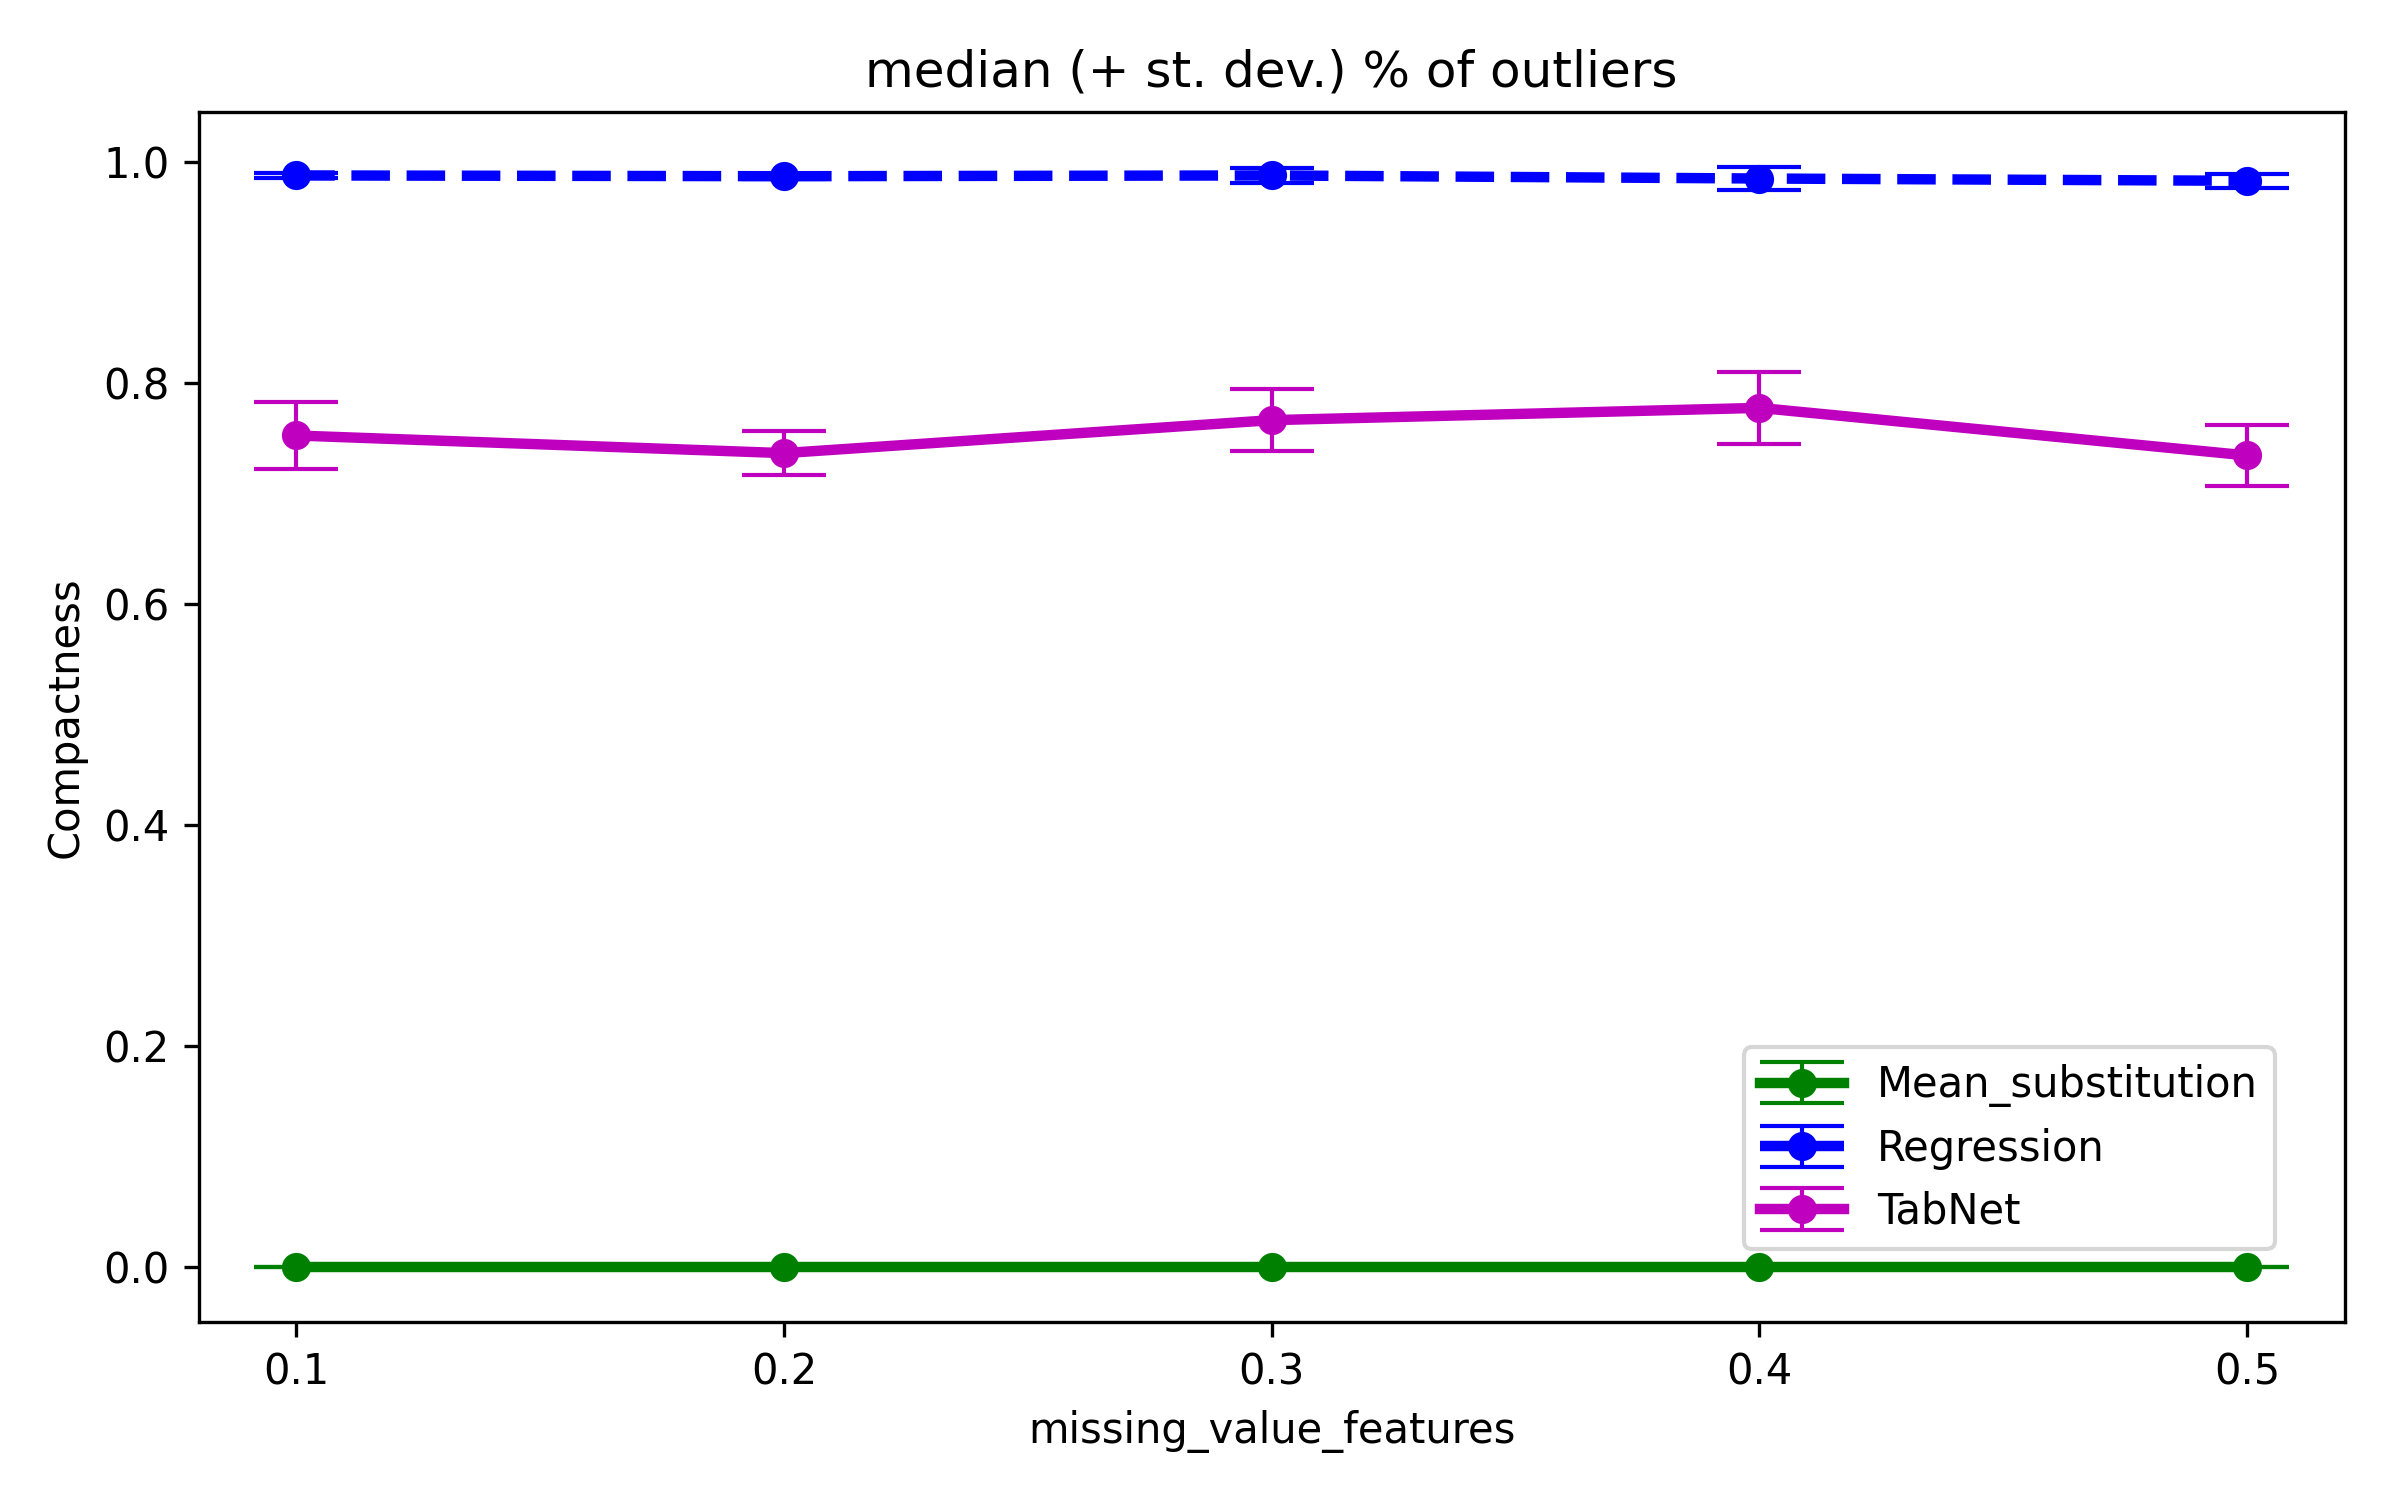 median (+ st. dev.) % of outliers
1.0
0.8
0.6
0.4
0.2
0.0
Compactness
Mean_substitution
Regression
TabNet
0.1 0.2 0.3 0.4 0.5
missing_value_features